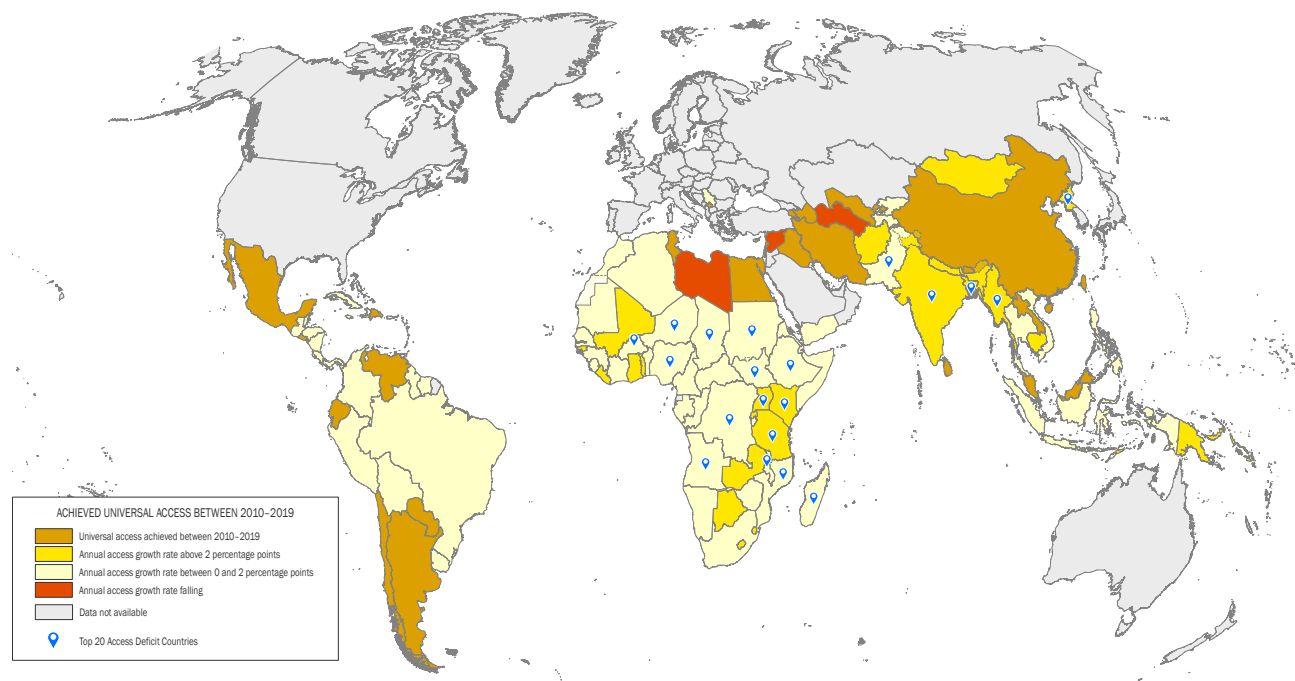 ACHIEVED UNIVERSAL ACCESS BETWEEN 2010–2019
Universal access achieved between 2010–2019
Annual access growth rate above 2 percentage points
Annual access growth rate between 0 and 2 percentage points
Annual access growth rate falling
Data not available
Top 20 Access Deficit Countries